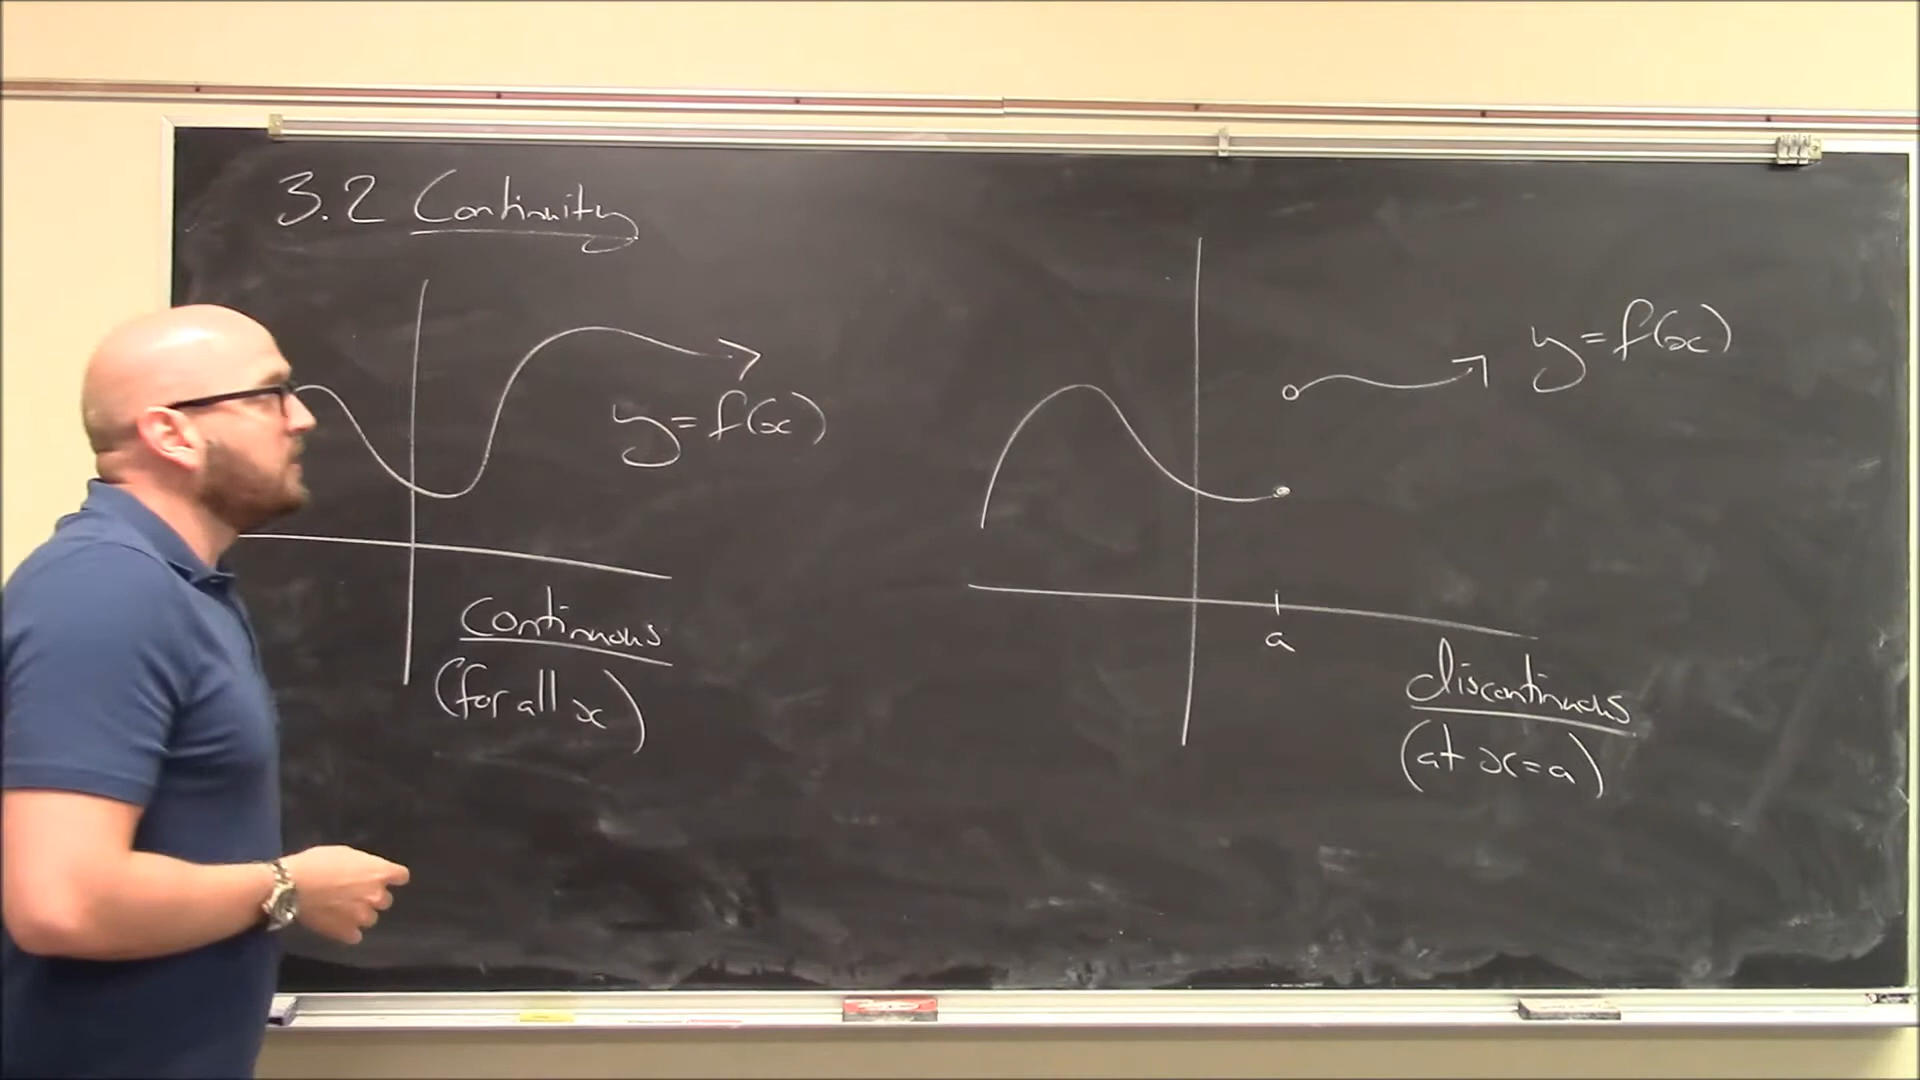 3.2 Continuity
y=f(x)
continuous
(for all x)
y=f(x)
a
discontinuous
(at x=a)